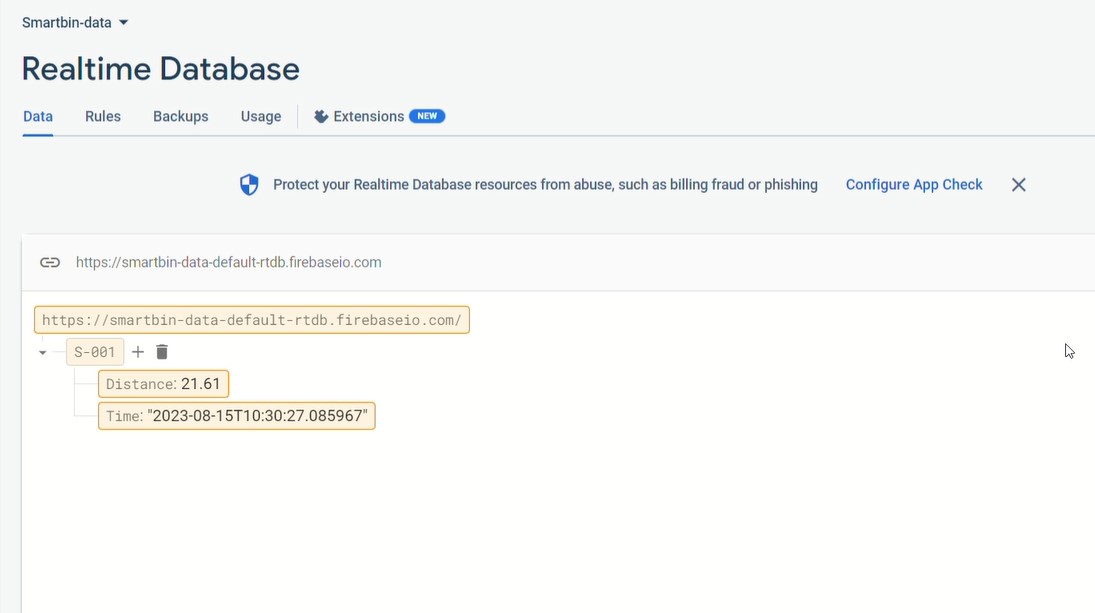 Smartbin-data
Realtime Database
Data Rules Backups Usage Extensions NEW
Protect your Realtime Database resources from abuse, such as billing fraud or phishing Configure App Check
https://smartbin-data-default-rtdb.firebaseio.com
https://smartbin-data-default-rtdb.firebaseio.com/
S-001
Distance: 21.61
Time: "2023-08-15T10:30:27.085967"